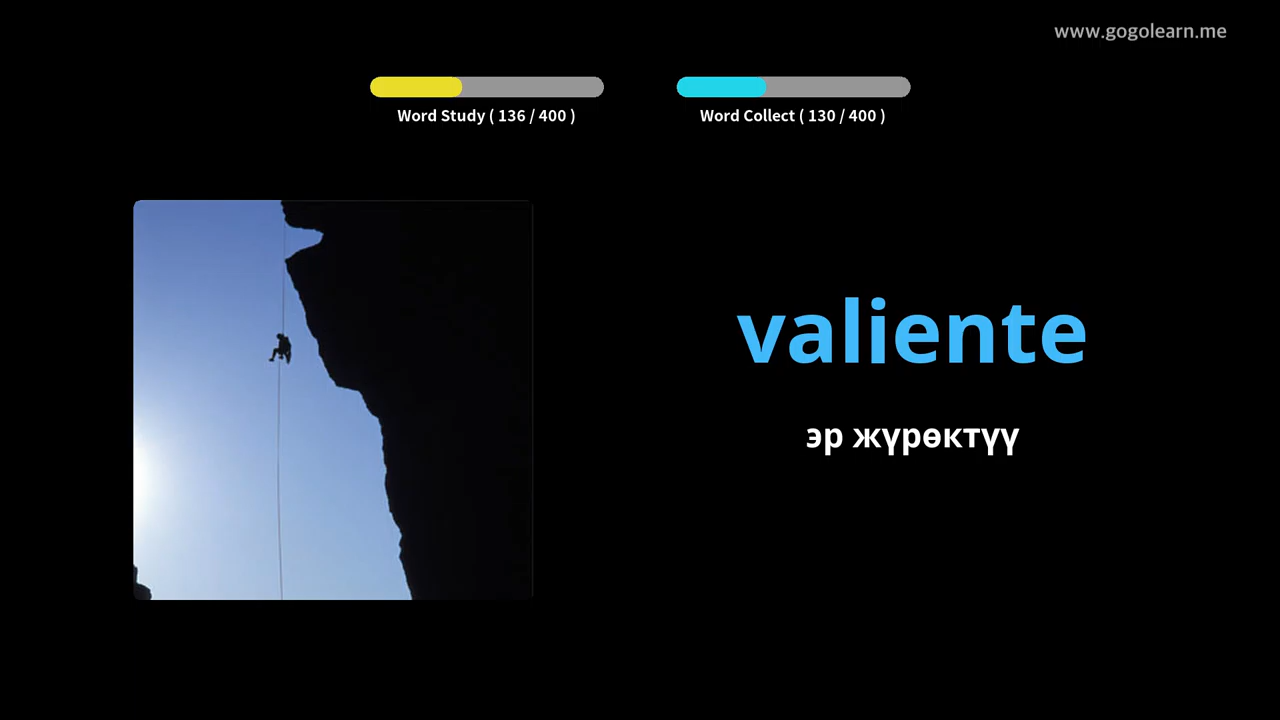 www.gogolearn.me
Word Study ( 136 / 400 )
Word Collect ( 130 / 400 )
valiente
эр жүрөктүү